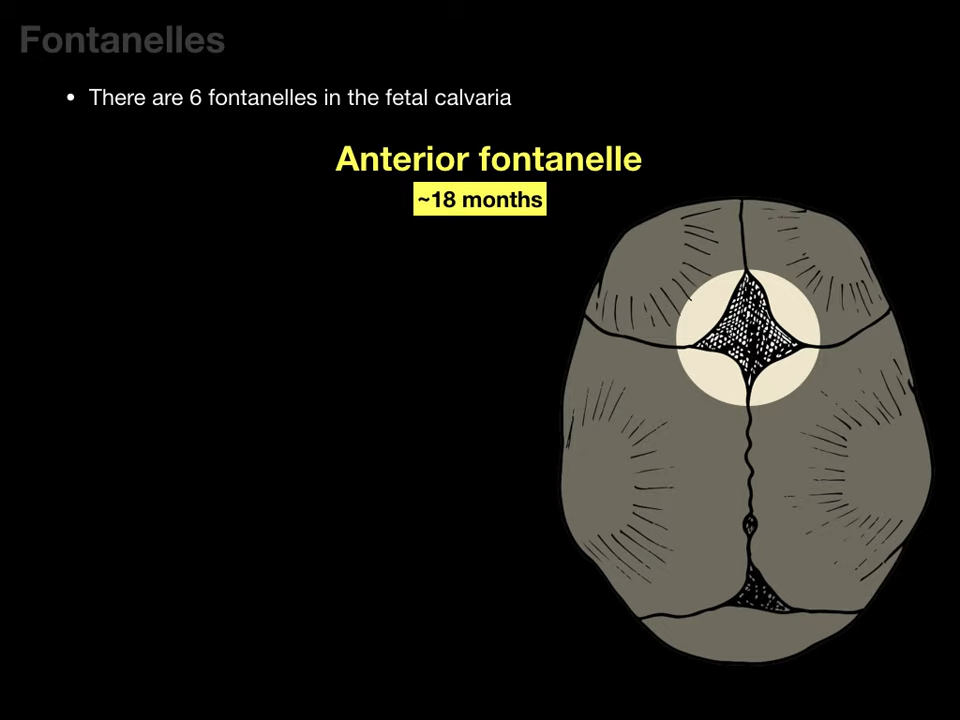 Fontanelles
• There are 6 fontanelles in the fetal calvaria
Anterior fontanelle
~18 months